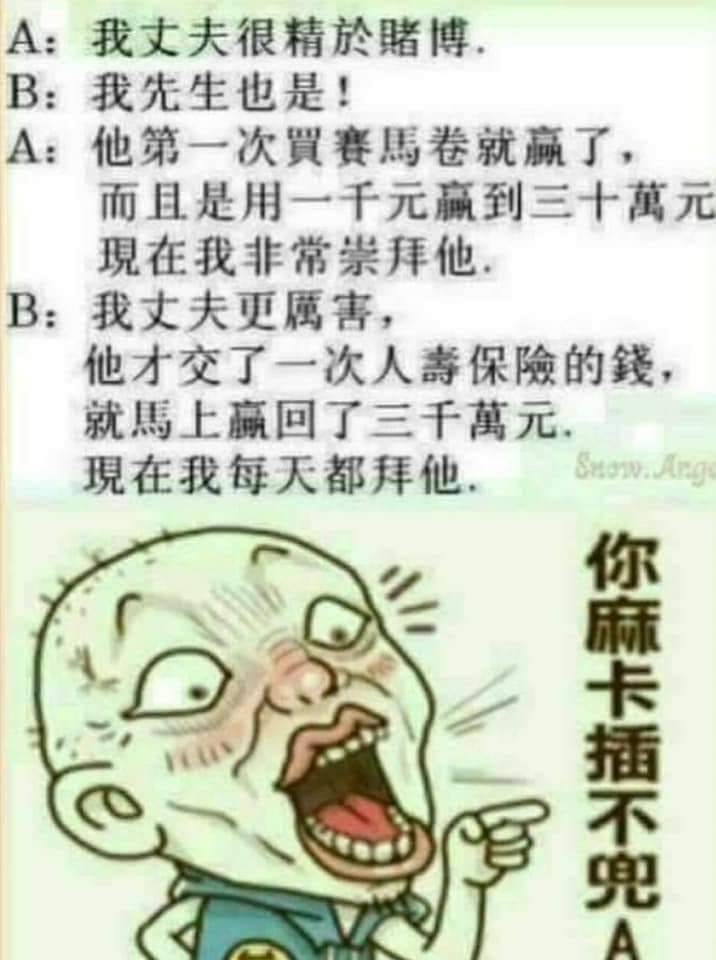 A：我丈夫很精於賭博.
B：我先生也是！
A：他第一次買賽馬卷就贏了，
而且是用一千元贏到三十萬元
現在我非常崇拜他.
B：我丈夫更厲害，
他才交了一次人壽保險的錢，
就馬上贏回了三千萬元.
現在我每天都拜他.
Snow.Ange
你麻卡插不兜A